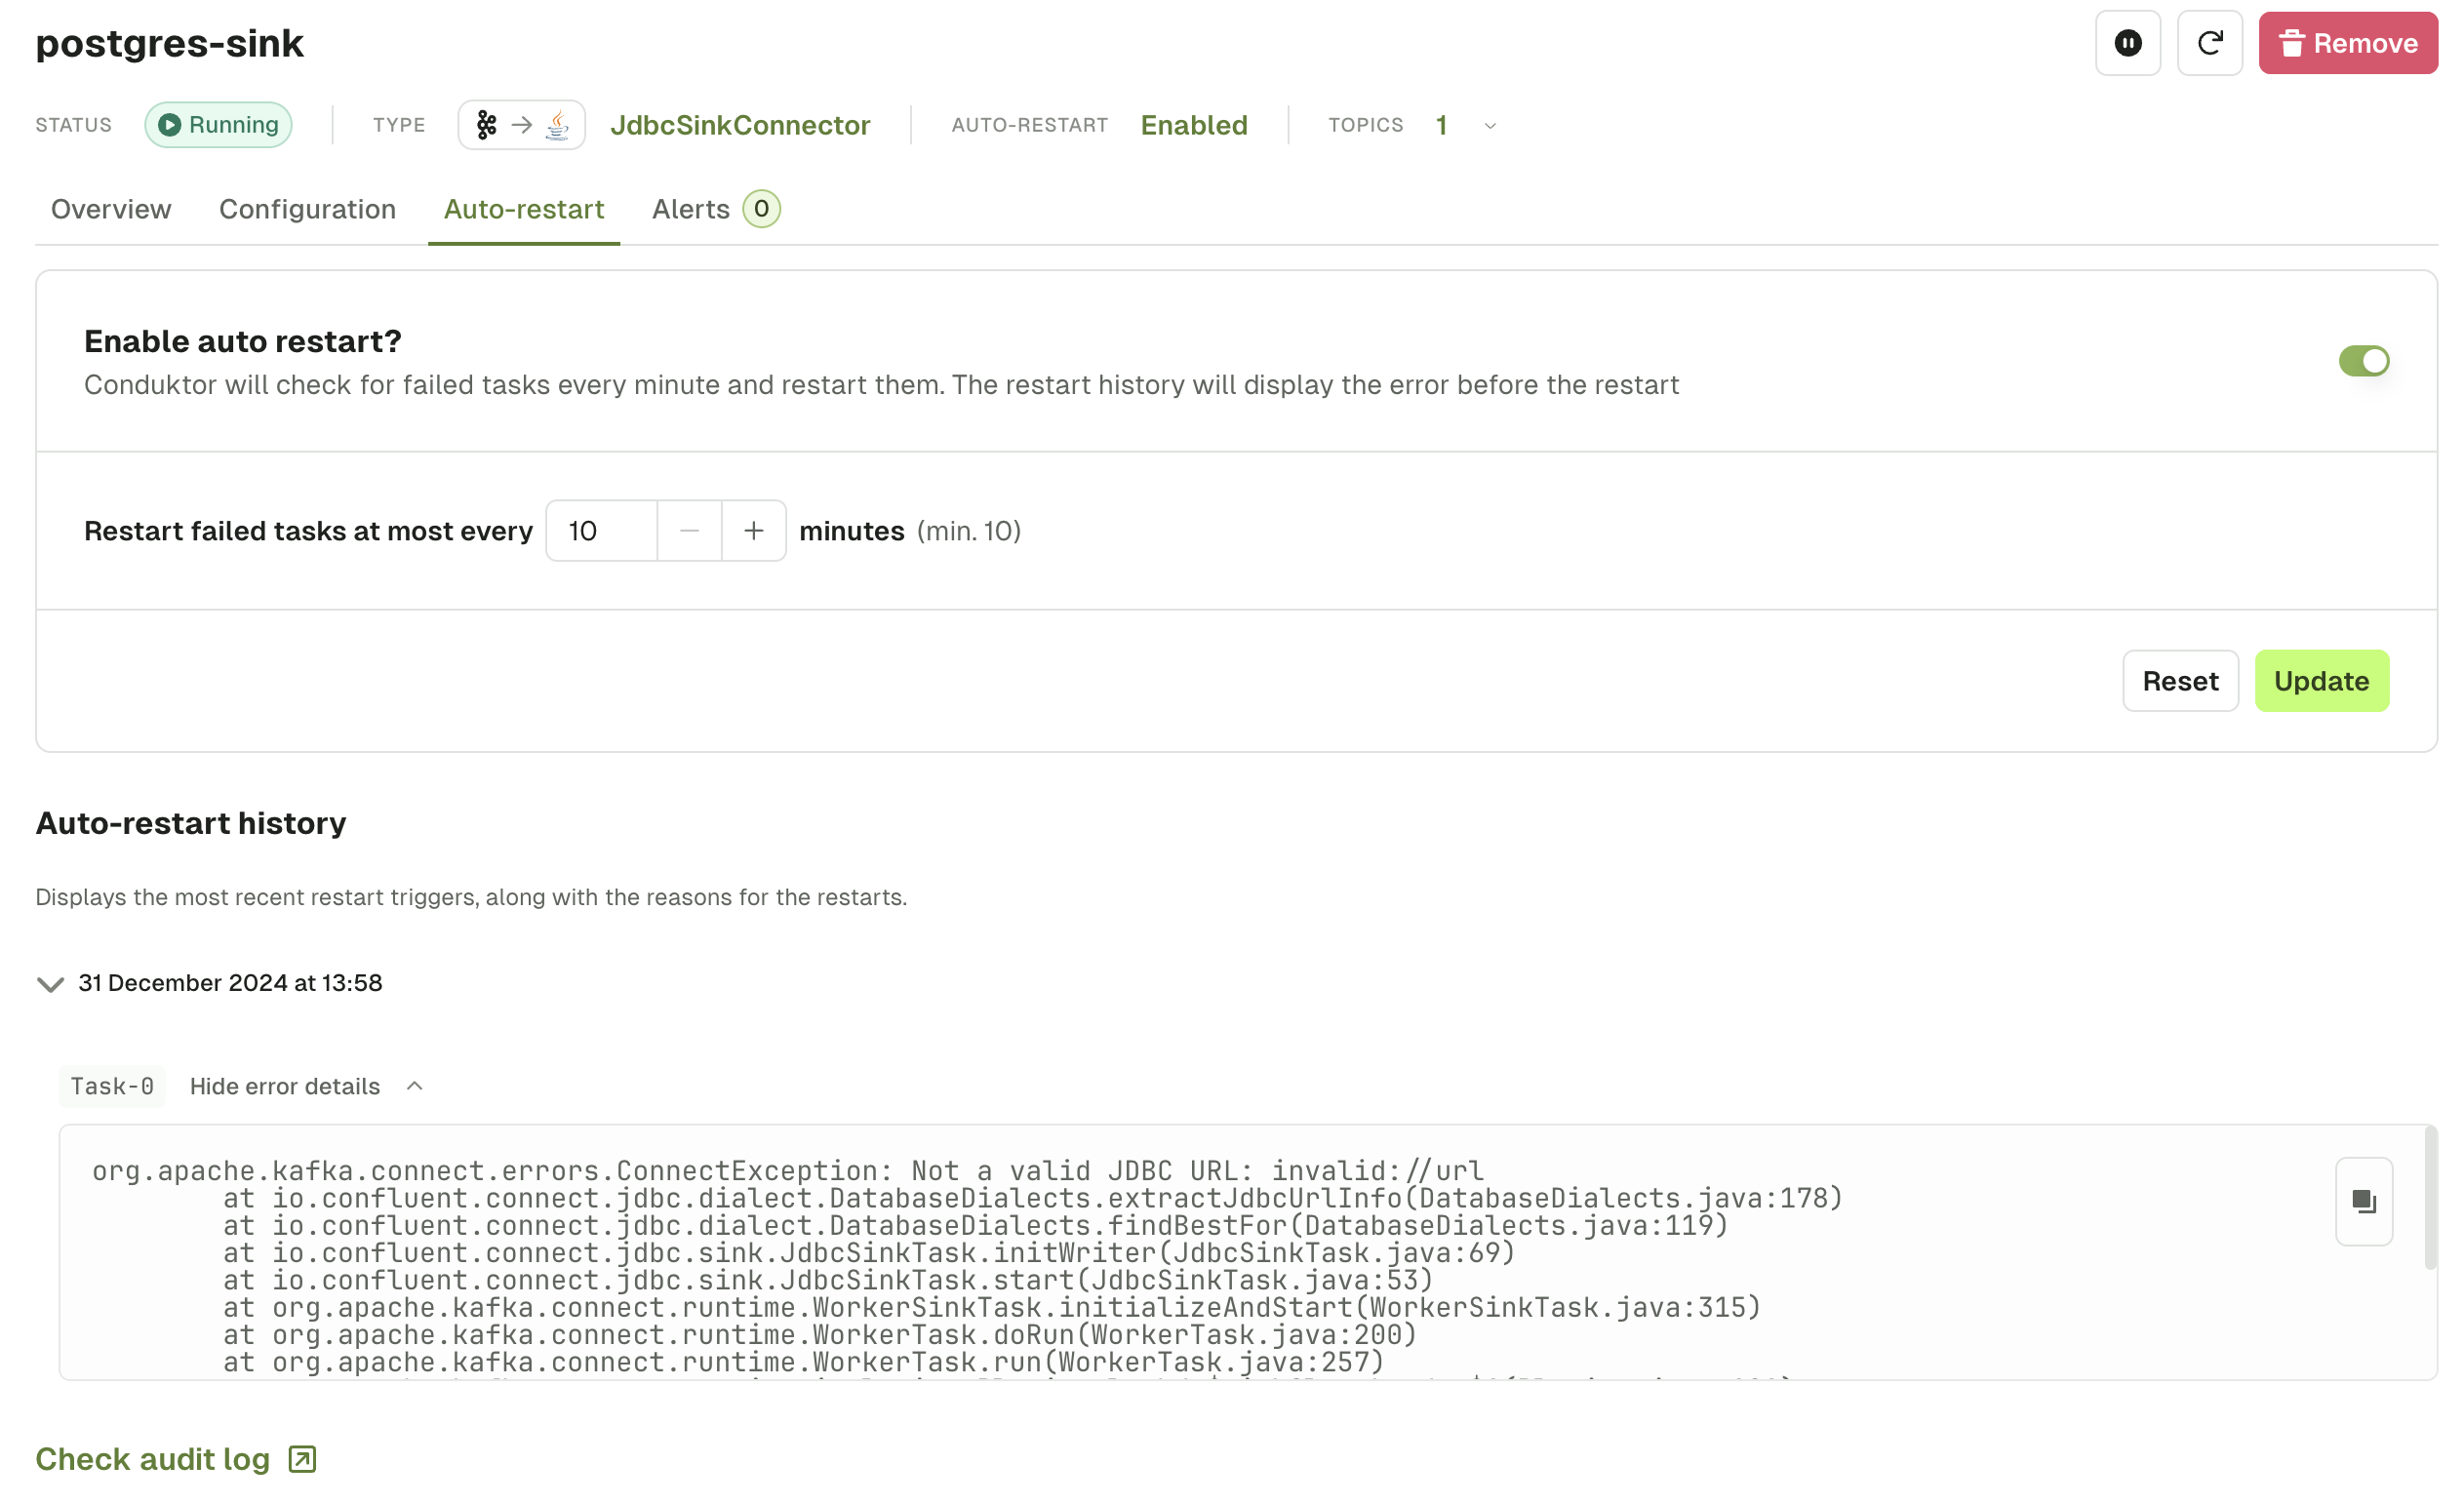 postgres-sink
Remove
STATUS Running TYPE JdbcSinkConnector AUTO-RESTART Enabled TOPICS 1
Overview Configuration Auto-restart Alerts 0
Enable auto restart?
Conduktor will check for failed tasks every minute and restart them. The restart history will display the error before the restart
Restart failed tasks at most every 10 minutes (min. 10)
Reset Update
Auto-restart history
Displays the most recent restart triggers, along with the reasons for the restarts.
31 December 2024 at 13:58
Task-0 Hide error details
org.apache.kafka.connect.errors.ConnectException: Not a valid JDBC URL: invalid://url
at io.confluent.connect.jdbc.dialect.DatabaseDialects.extractJdbcUrlInfo(DatabaseDialects.java:178)
at io.confluent.connect.jdbc.dialect.DatabaseDialects.findBestFor(DatabaseDialects.java:119)
at io.confluent.connect.jdbc.sink.JdbcSinkTask.initWriter(JdbcSinkTask.java:69)
at io.confluent.connect.jdbc.sink.JdbcSinkTask.start(JdbcSinkTask.java:53)
at org.apache.kafka.connect.runtime.WorkerSinkTask.initializeAndStart(WorkerSinkTask.java:315)
at org.apache.kafka.connect.runtime.WorkerTask.doRun(WorkerTask.java:200)
at org.apache.kafka.connect.runtime.WorkerTask.run(WorkerTask.java:257)
Check audit log